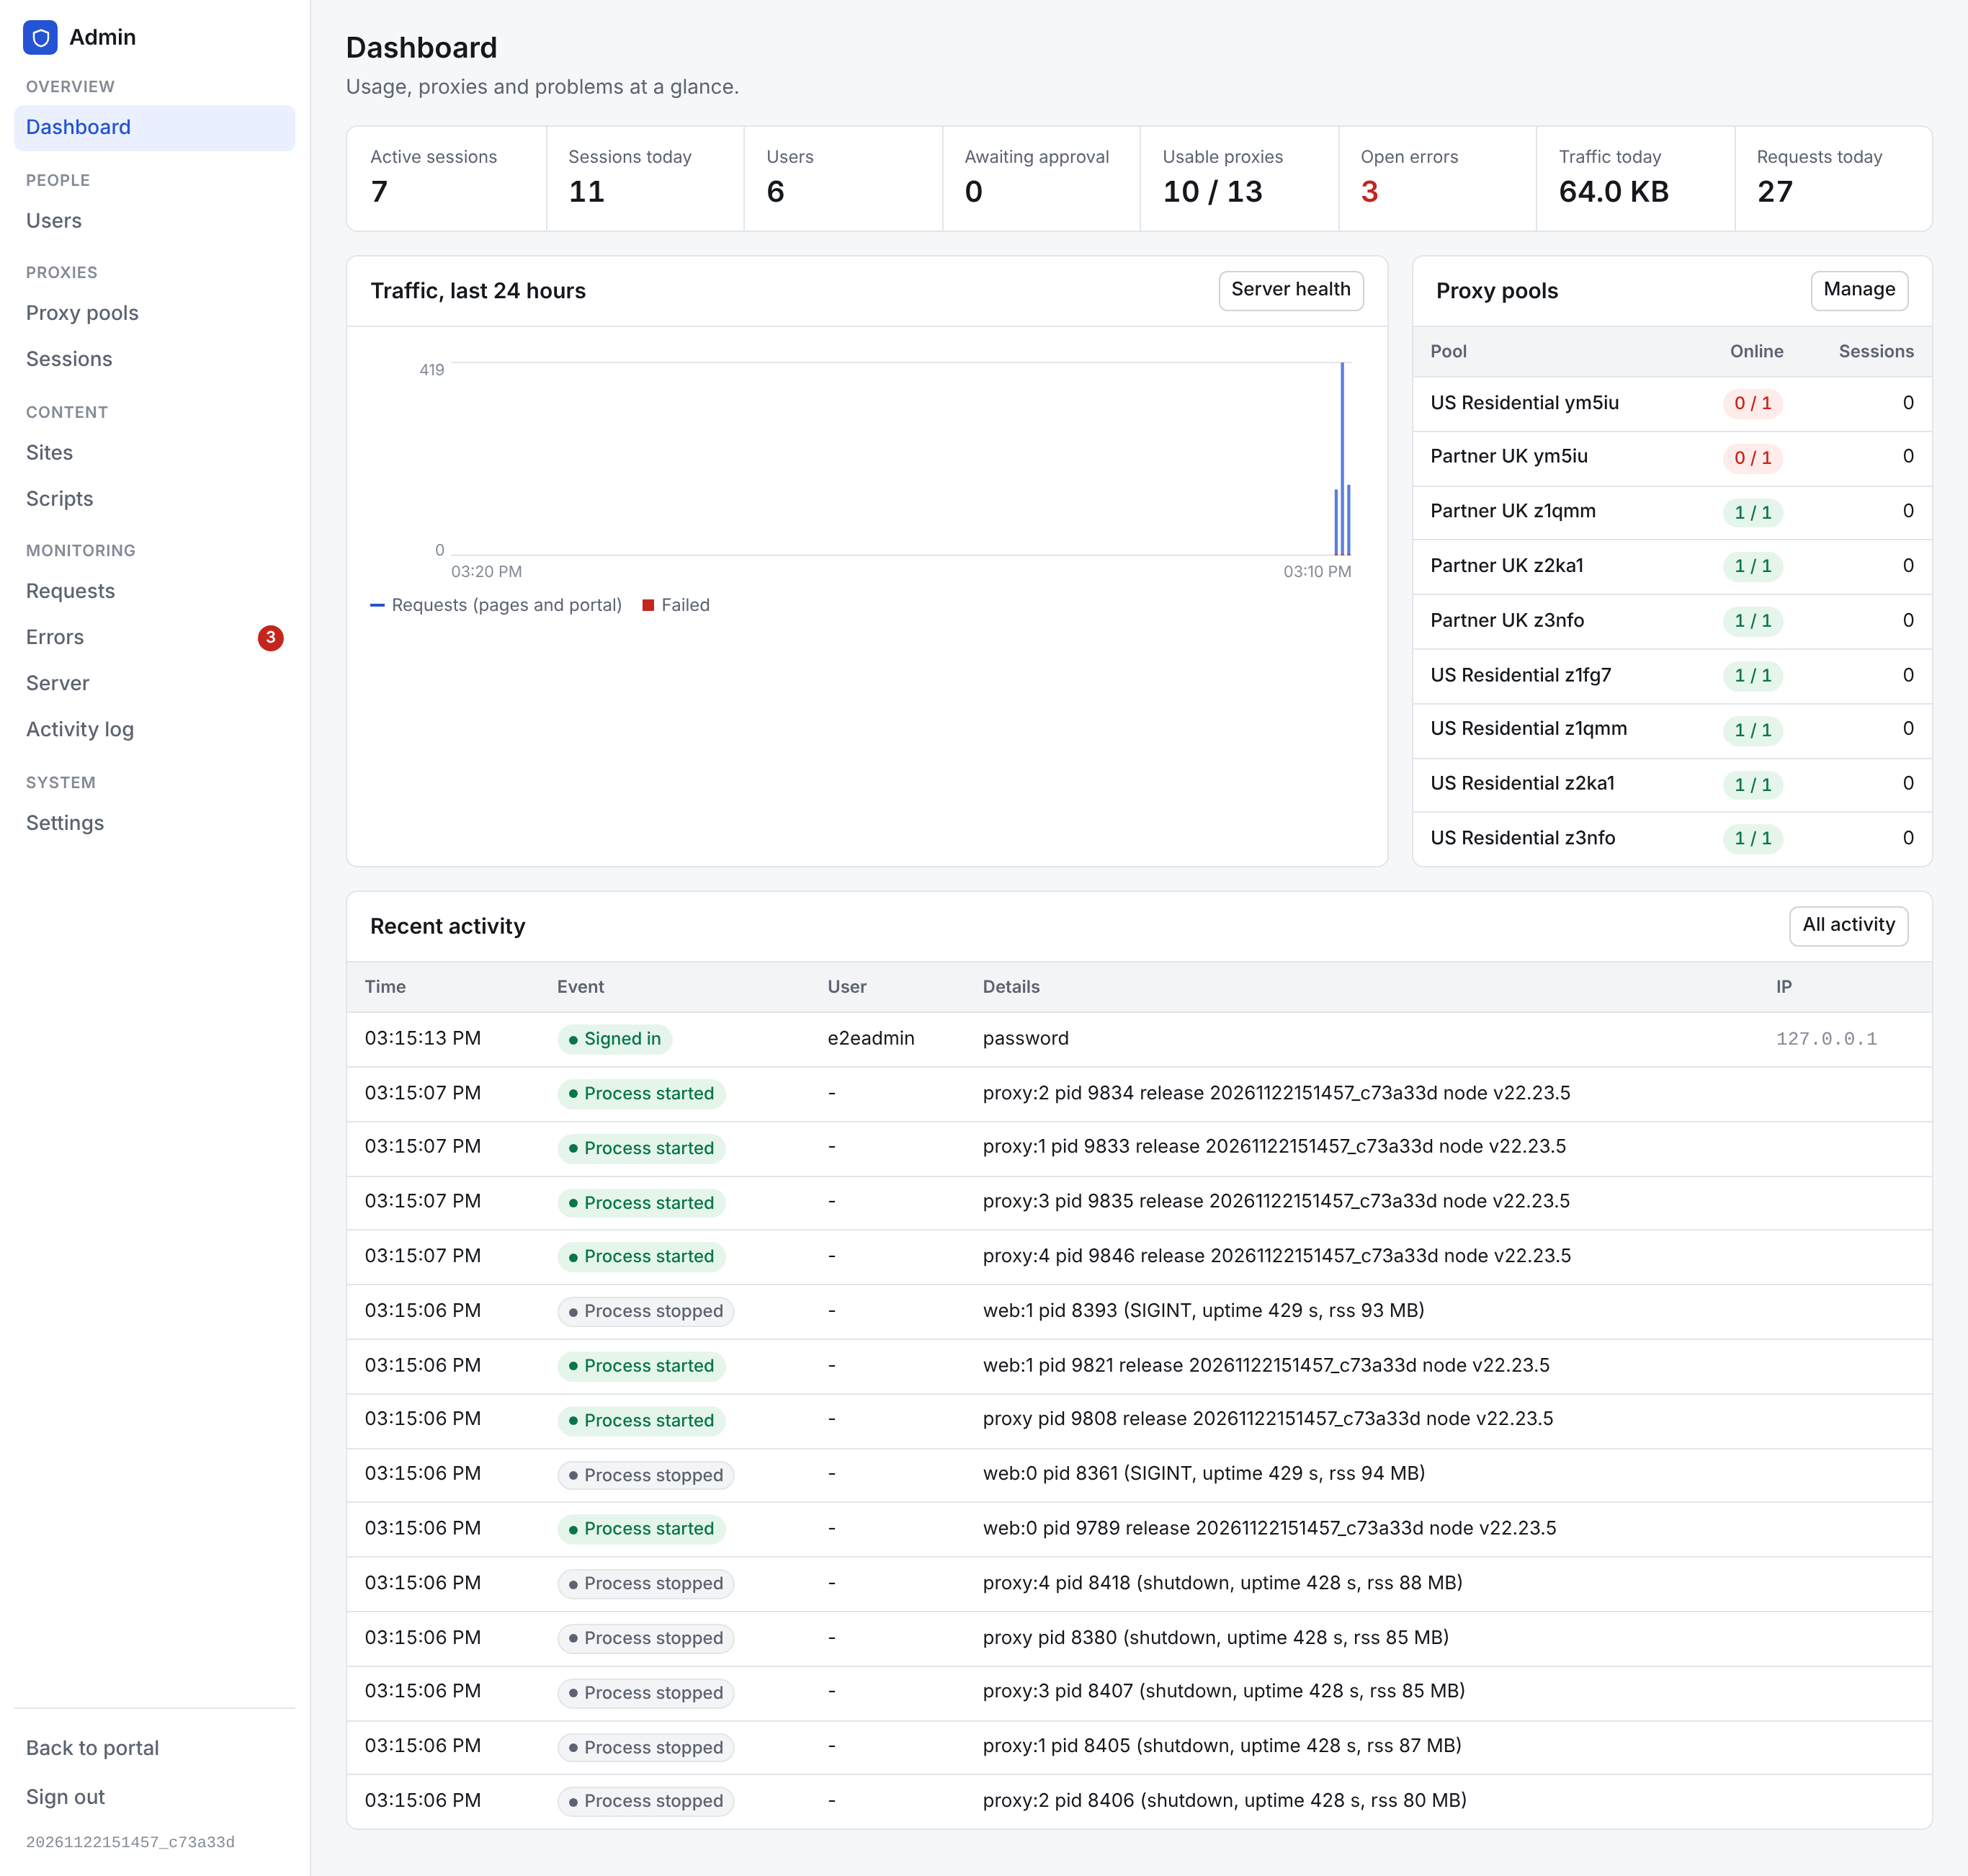 Admin
OVERVIEW
Dashboard
PEOPLE
Users
PROXIES
Proxy pools
Sessions
CONTENT
Sites
Scripts
MONITORING
Requests
Errors 3
Server
Activity log
SYSTEM
Settings
Back to portal
Sign out
20261122151457_c73a33d
Dashboard
Usage, proxies and problems at a glance.
Active sessions
7
Sessions today
11
Users
6
Awaiting approval
0
Usable proxies
10 / 13
Open errors
3
Traffic today
64.0 KB
Requests today
27
Traffic, last 24 hours
Server health
419
0
03:20 PM 03:10 PM
Requests (pages and portal) Failed
Proxy pools
Manage
Pool Online Sessions
US Residential ym5iu 0 / 1 0
Partner UK ym5iu 0 / 1 0
Partner UK z1qmm 1 / 1 0
Partner UK z2ka1 1 / 1 0
Partner UK z3nfo 1 / 1 0
US Residential z1fg7 1 / 1 0
US Residential z1qmm 1 / 1 0
US Residential z2ka1 1 / 1 0
US Residential z3nfo 1 / 1 0
Recent activity
All activity
Time Event User Details IP
03:15:13 PM Signed in e2eadmin password 127.0.0.1
03:15:07 PM Process started - proxy:2 pid 9834 release 20261122151457_c73a33d node v22.23.5
03:15:07 PM Process started - proxy:1 pid 9833 release 20261122151457_c73a33d node v22.23.5
03:15:07 PM Process started - proxy:3 pid 9835 release 20261122151457_c73a33d node v22.23.5
03:15:07 PM Process started - proxy:4 pid 9846 release 20261122151457_c73a33d node v22.23.5
03:15:06 PM Process stopped - web:1 pid 8393 (SIGINT, uptime 429 s, rss 93 MB)
03:15:06 PM Process started - web:1 pid 9821 release 20261122151457_c73a33d node v22.23.5
03:15:06 PM Process started - proxy pid 9808 release 20261122151457_c73a33d node v22.23.5
03:15:06 PM Process stopped - web:0 pid 8361 (SIGINT, uptime 429 s, rss 94 MB)
03:15:06 PM Process started - web:0 pid 9789 release 20261122151457_c73a33d node v22.23.5
03:15:06 PM Process stopped - proxy:4 pid 8418 (shutdown, uptime 428 s, rss 88 MB)
03:15:06 PM Process stopped - proxy pid 8380 (shutdown, uptime 428 s, rss 85 MB)
03:15:06 PM Process stopped - proxy:3 pid 8407 (shutdown, uptime 428 s, rss 85 MB)
03:15:06 PM Process stopped - proxy:1 pid 8405 (shutdown, uptime 428 s, rss 87 MB)
03:15:06 PM Process stopped - proxy:2 pid 8406 (shutdown, uptime 428 s, rss 80 MB)